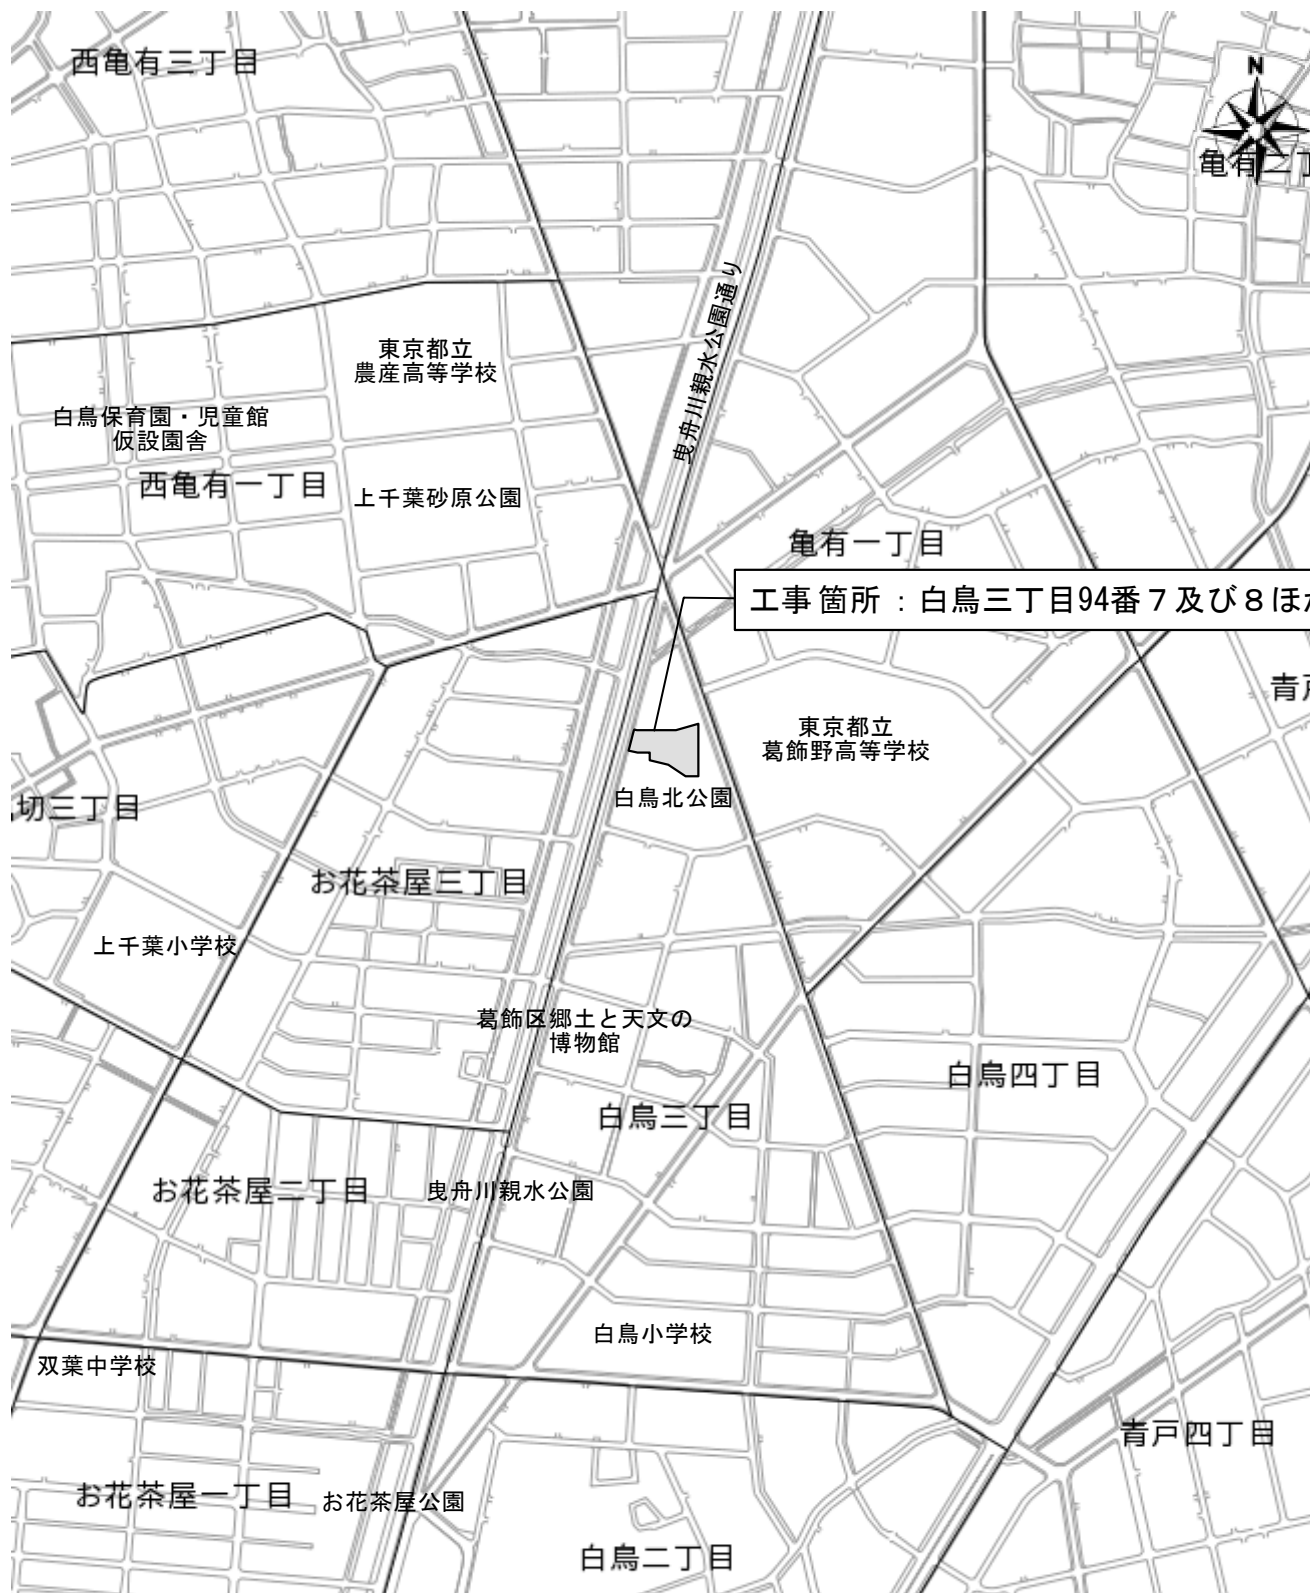 西亀有三丁目
N
亀有二丁
曳舟川親水公園通り
東京都立
農産高等学校
白鳥保育園・児童館
仮設園舎
西亀有一丁目
上千葉砂原公園
亀有一丁目
工事箇所：白鳥三丁目94番７及び８ほか
青戸
東京都立
葛飾野高等学校
白鳥北公園
切三丁目
お花茶屋三丁目
上千葉小学校
葛飾区郷土と天文の
博物館
白鳥四丁目
白鳥三丁目
お花茶屋二丁目
曳舟川親水公園
白鳥小学校
双葉中学校
青戸四丁目
お花茶屋一丁目
お花茶屋公園
白鳥二丁目